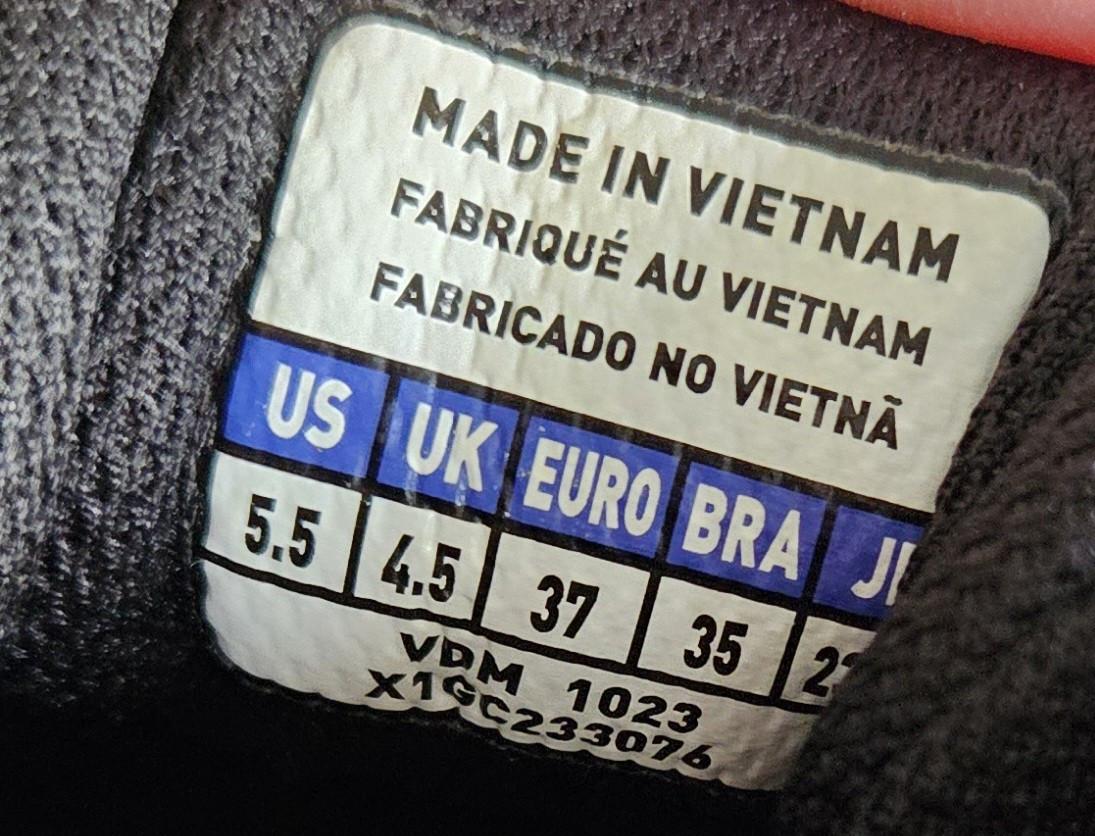 MADE IN VIETNAM
FABRIQUÉ AU VIETNAM
FABRICADO NO VIETNÃ
US UK EURO BRA
5.5 4.5 37 35
VDM 1023
X1GC233076